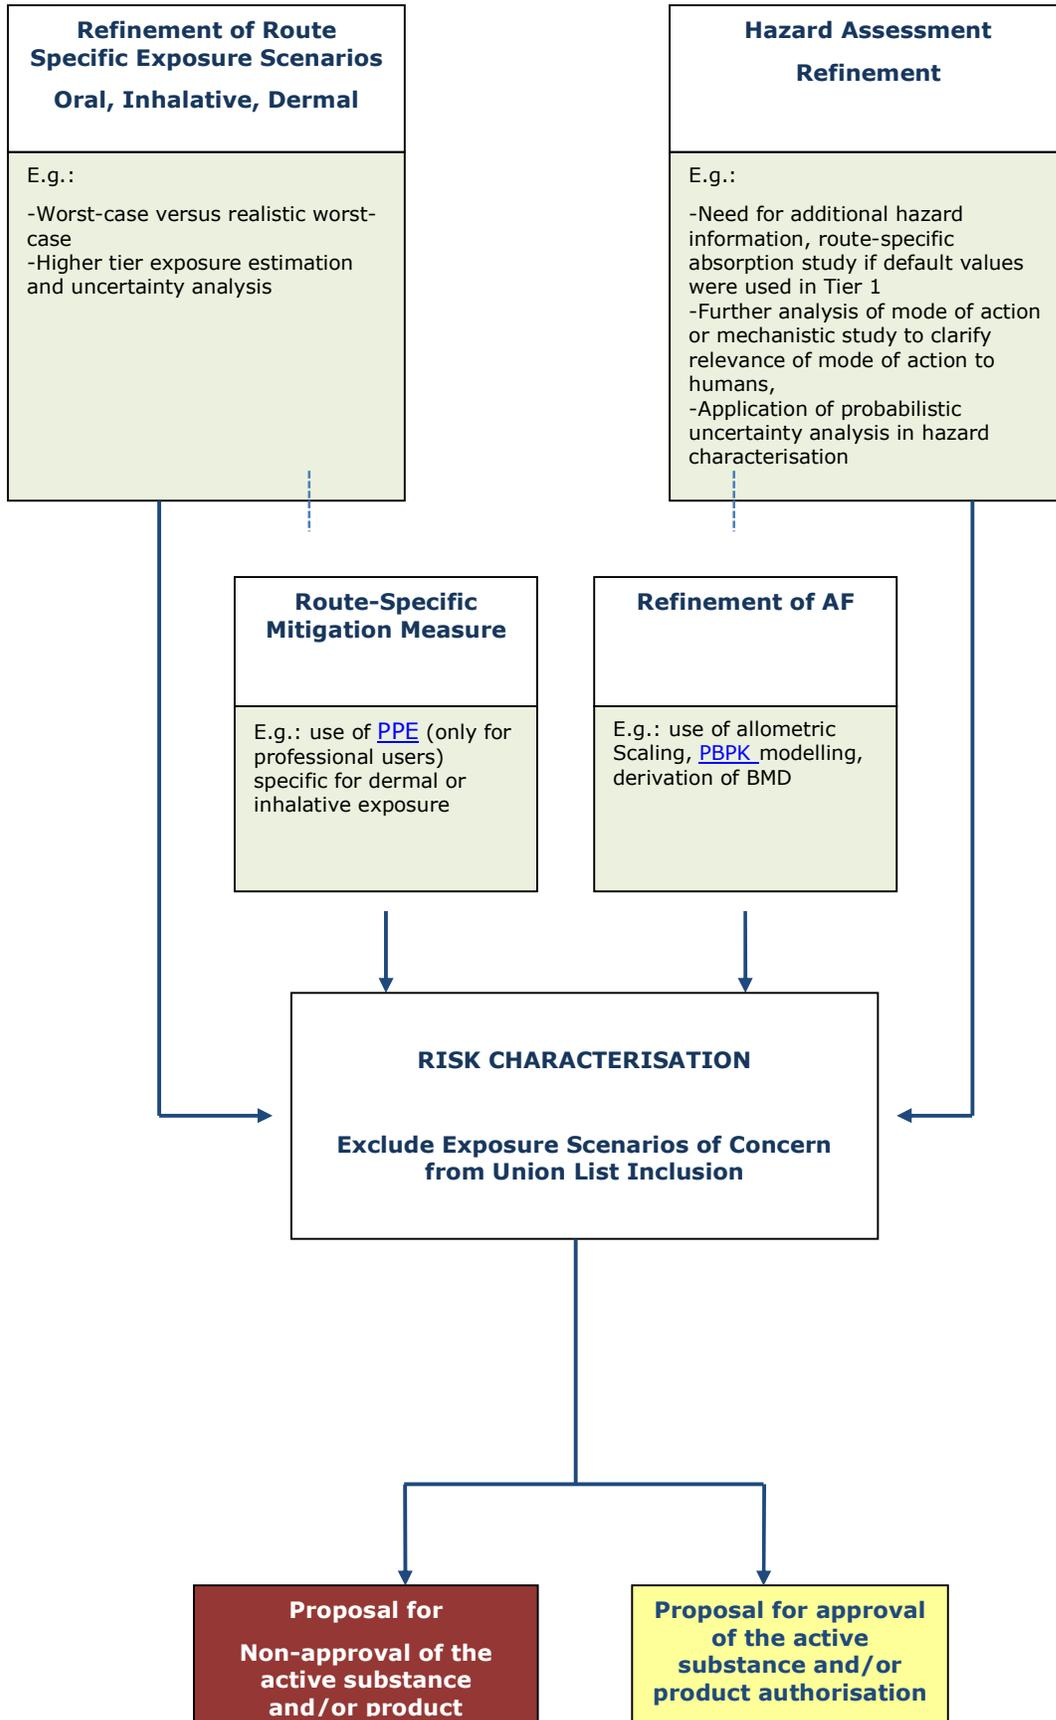 Refinement of Route
Specific Exposure Scenarios
Oral, Inhalative, Dermal
E.g.:
-Worst-case versus realistic worst-
case
-Higher tier exposure estimation
and uncertainty analysis
Hazard Assessment
Refinement
E.g.:
-Need for additional hazard
information, route-specific
absorption study if default values
were used in Tier 1
-Further analysis of mode of action
or mechanistic study to clarify
relevance of mode of action to
humans,
-Application of probabilistic
uncertainty analysis in hazard
characterisation
Route-Specific
Mitigation Measure
E.g.: use of PPE (only for
professional users)
specific for dermal or
inhalative exposure
Refinement of AF
E.g.: use of allometric
Scaling, PBPK modelling,
derivation of BMD
RISK CHARACTERISATION
Exclude Exposure Scenarios of Concern
from Union List Inclusion
Proposal for
Non-approval of the
active substance
and/or product
Proposal for approval
of the active
substance and/or
product authorisation